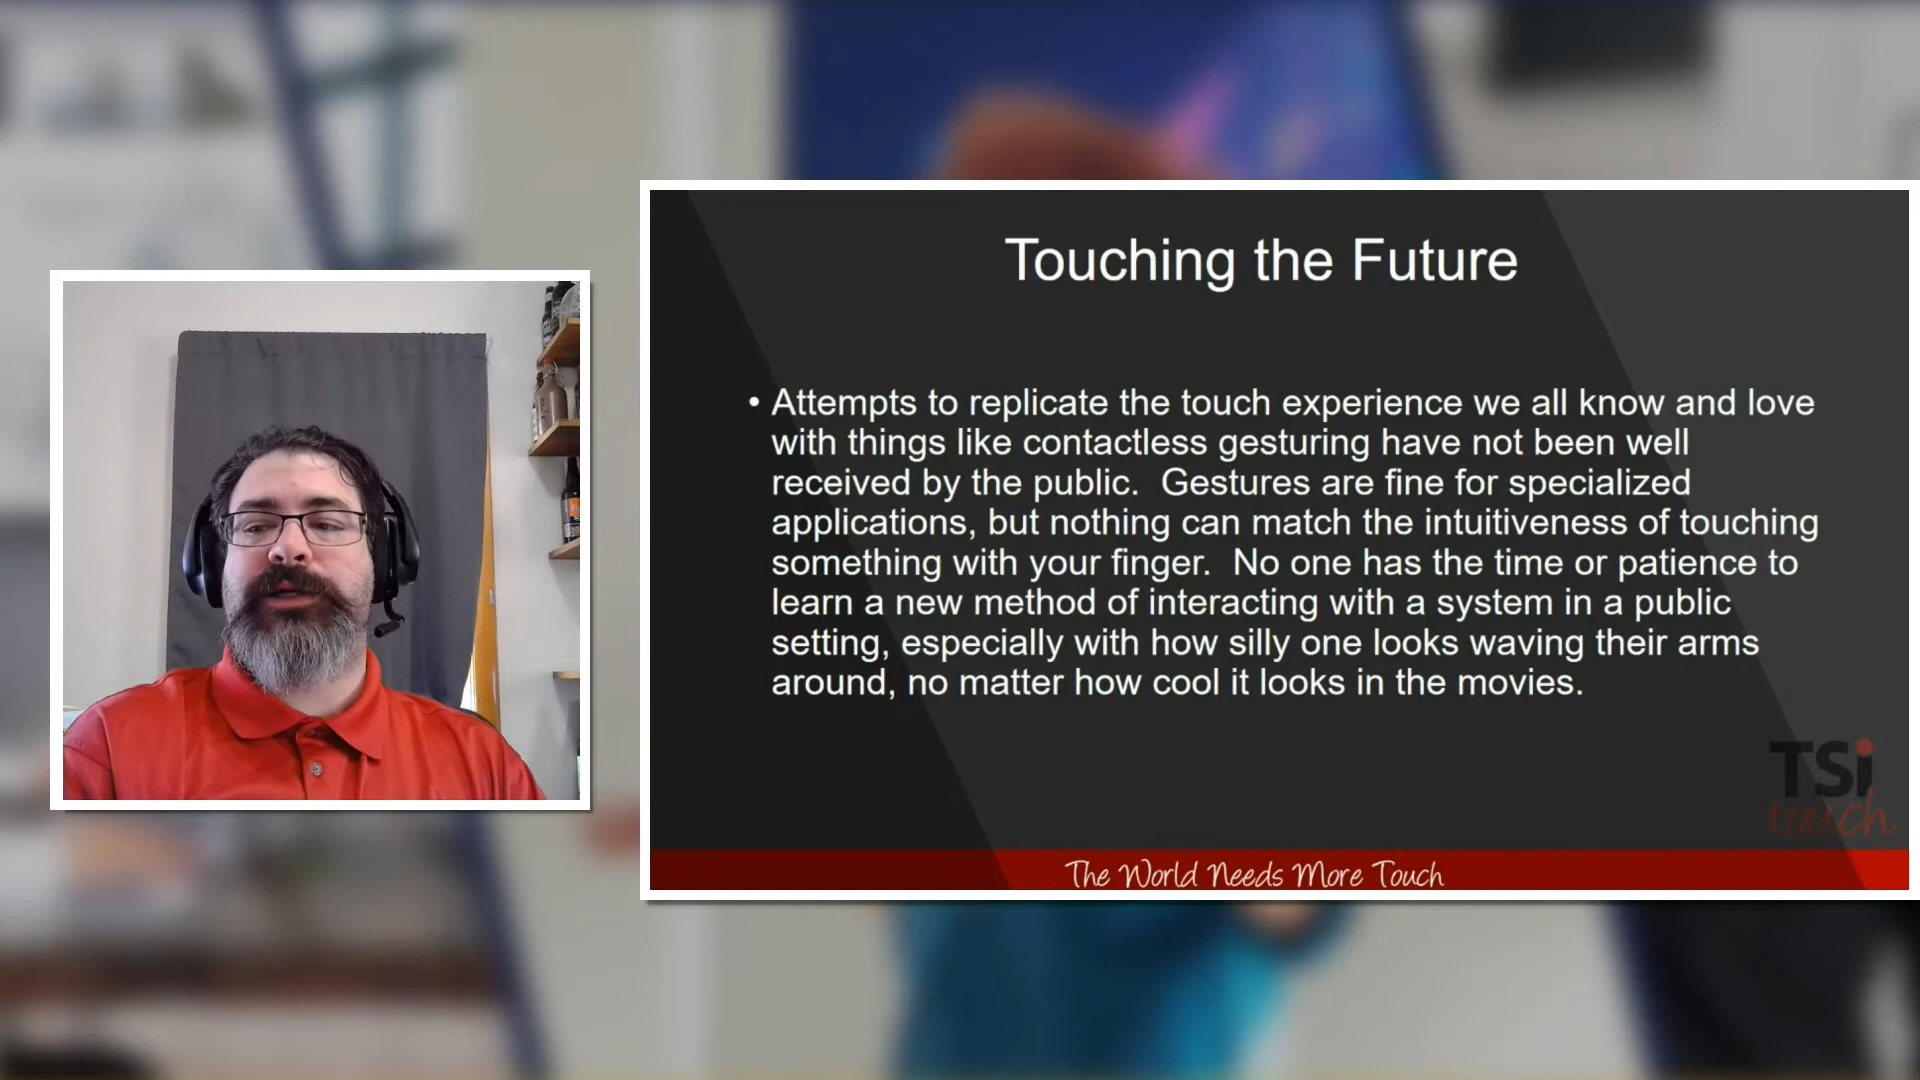 Touching the Future
• Attempts to replicate the touch experience we all know and love
with things like contactless gesturing have not been well
received by the public.  Gestures are fine for specialized
applications, but nothing can match the intuitiveness of touching
something with your finger.  No one has the time or patience to
learn a new method of interacting with a system in a public
setting, especially with how silly one looks waving their arms
around, no matter how cool it looks in the movies.
TSi
touch
The World Needs More Touch